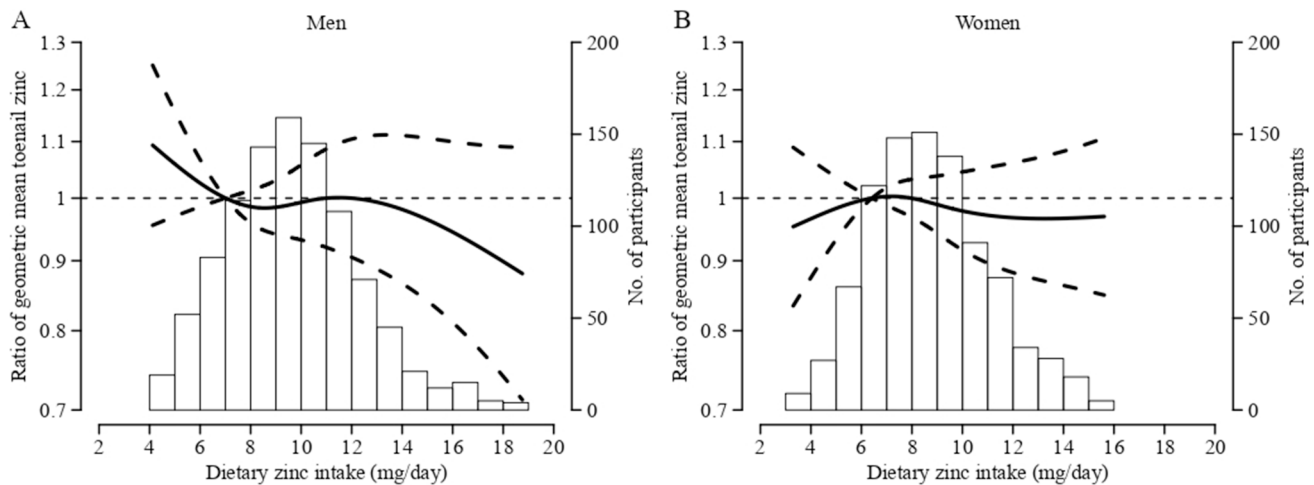 A
Men
Ratio of geometric mean toenail zinc
1.3
1.2
1.1
1
0.9
0.8
0.7
200
150
100
50
0
No. of participants
2 4 6 8 10 12 14 16 18 20
Dietary zinc intake (mg/day)
B
Women
Ratio of geometric mean toenail zinc
1.3
1.2
1.1
1
0.9
0.8
0.7
200
150
100
50
0
No. of participants
2 4 6 8 10 12 14 16 18 20
Dietary zinc intake (mg/day)